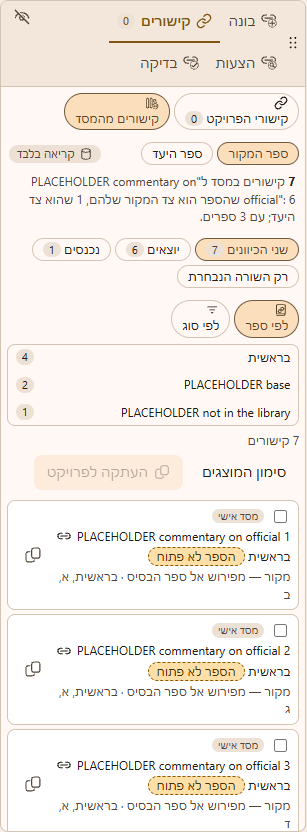 בונה
קישורים 0
הצעות
בדיקה
קישורי הפרויקט 0
קישורים מהמסד
ספר המקור
ספר היעד
קריאה בלבד
7 קישורים במסד ל"PLACEHOLDER commentary on
official": 6 שהספר הוא צד המקור שלהם, 1 שהוא צד
היעד; עם 3 ספרים.
שני הכיוונים 7
יוצאים 6
נכנסים 1
רק השורה הנבחרת
לפי ספר
לפי סוג
בראשית 4
PLACEHOLDER base 2
PLACEHOLDER not in the library 1
7 קישורים
סימון המוצגים
העתקה לפרויקט
מסד אישי
PLACEHOLDER commentary on official 1
בראשית הספר לא פתוח
מקור — מפירוש אל ספר הבסיס · בראשית, א,
ב
מסד אישי
PLACEHOLDER commentary on official 2
בראשית הספר לא פתוח
מקור — מפירוש אל ספר הבסיס · בראשית, א,
ג
מסד אישי
PLACEHOLDER commentary on official 3
בראשית הספר לא פתוח
מקור — מפירוש אל ספר הבסיס · בראשית, א,
ד